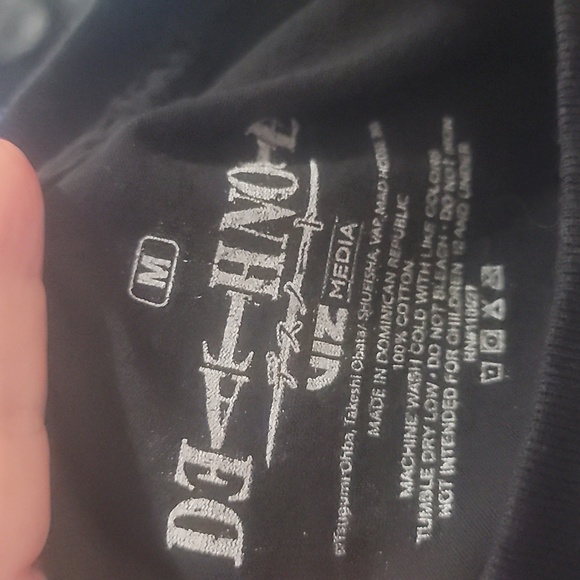 M
DEATH NOTE
デスノート
VIZ MEDIA
©Tsugumi Ohba, Takeshi Obata/ SHUEISHA, VAP, MAD HOUSE
MADE IN DOMINICAN REPUBLIC
100% COTTON
MACHINE WASH COLD WITH LIKE COLORS
TUMBLE DRY LOW • DO NOT BLEACH • DO NOT IRON
NOT INTENDED FOR CHILDREN 12 AND UNDER